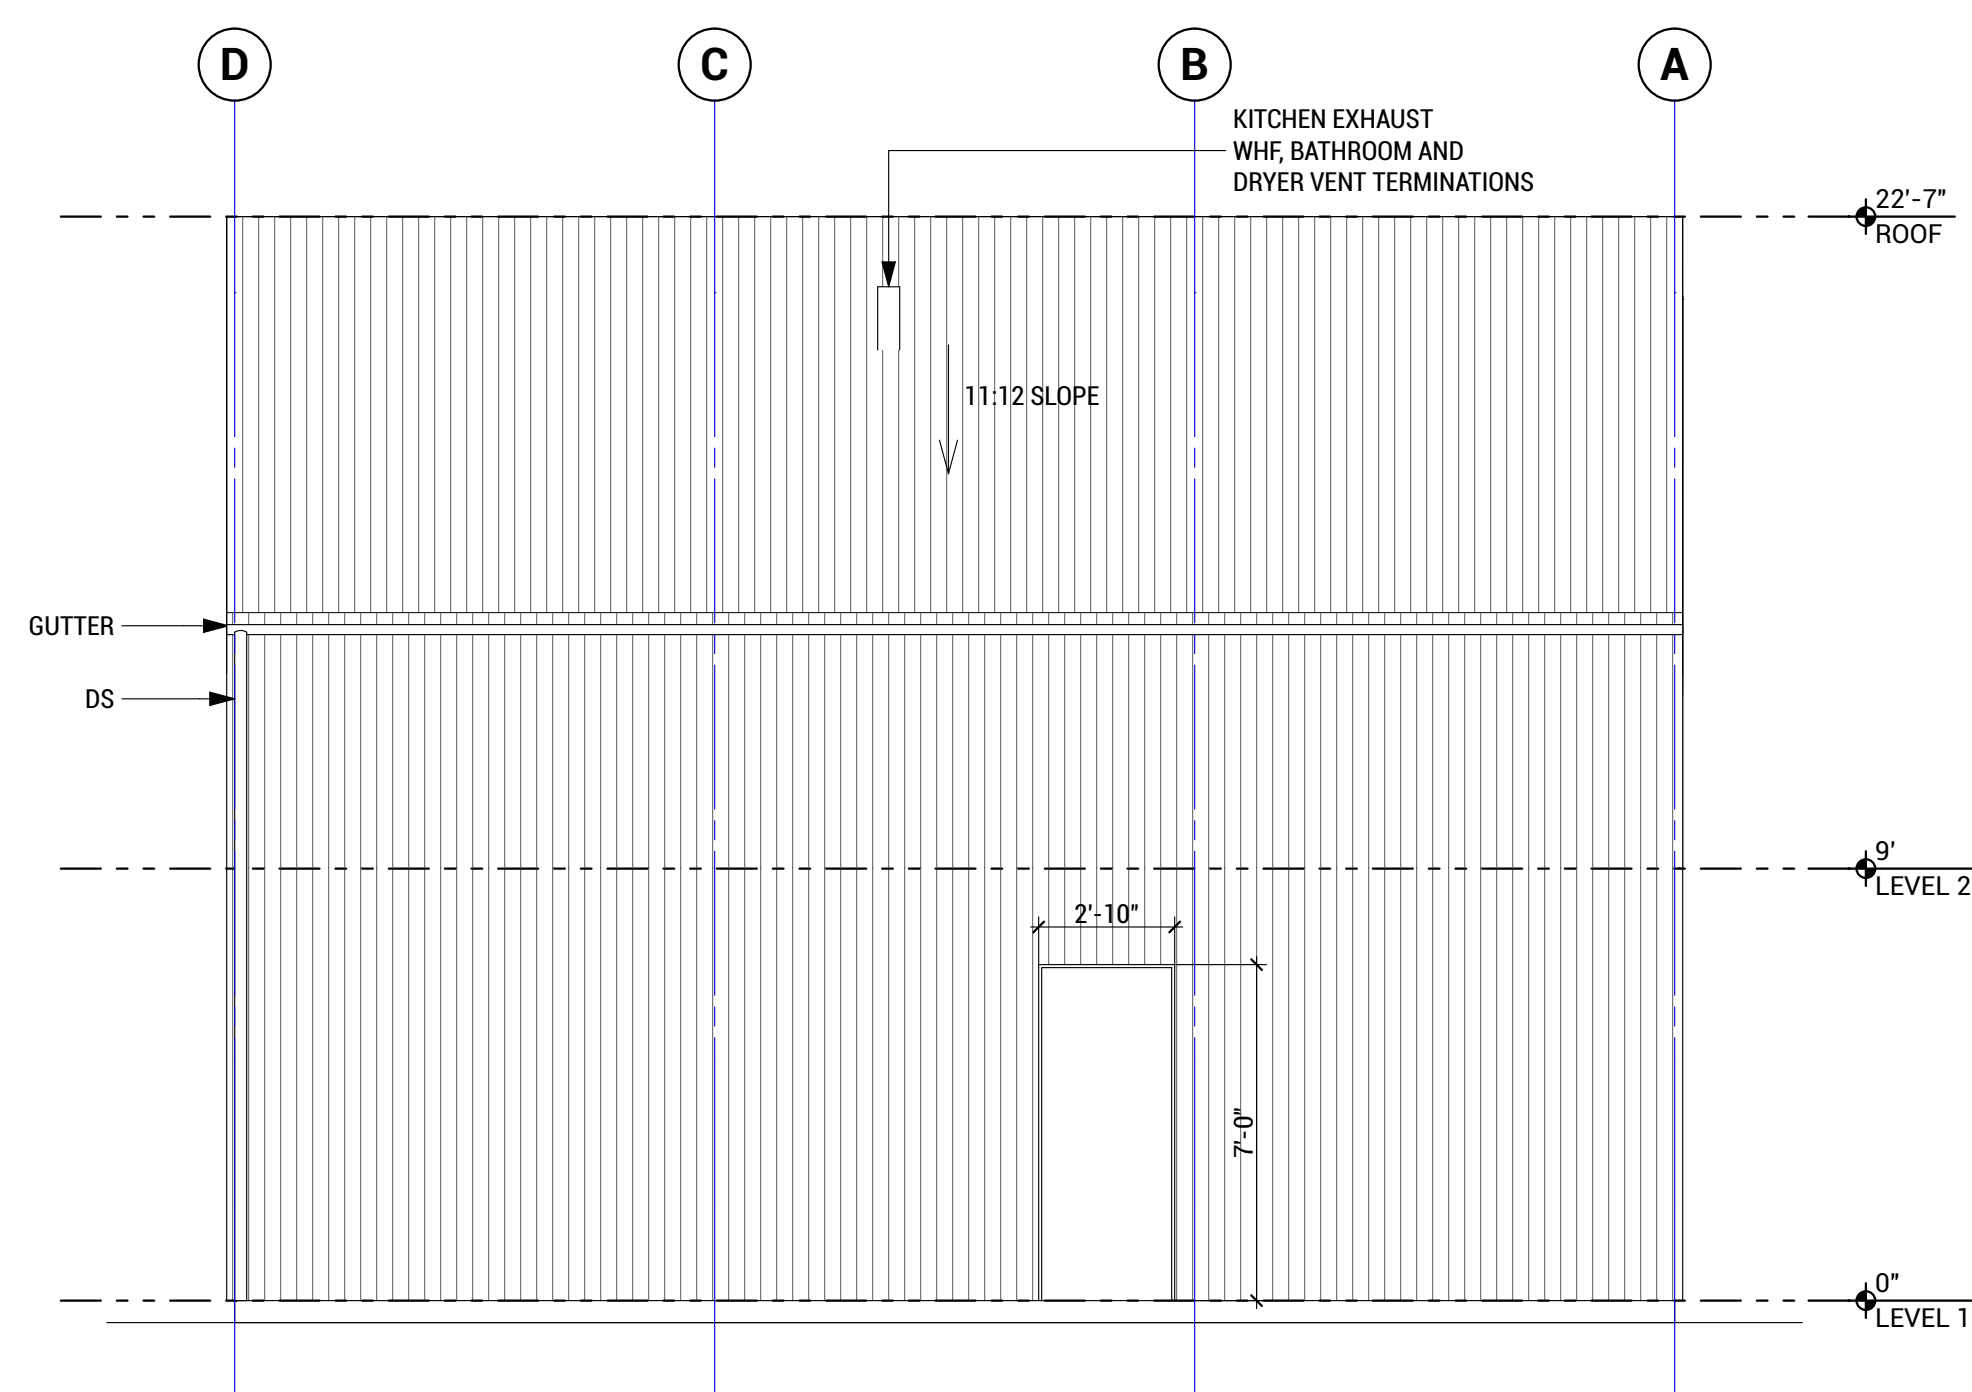 D
C
B
A
KITCHEN EXHAUST
WHF, BATHROOM AND
DRYER VENT TERMINATIONS
22'-7"
ROOF
11:12 SLOPE
GUTTER
DS
9'
LEVEL 2
2'-10"
7'-0"
0"
LEVEL 1